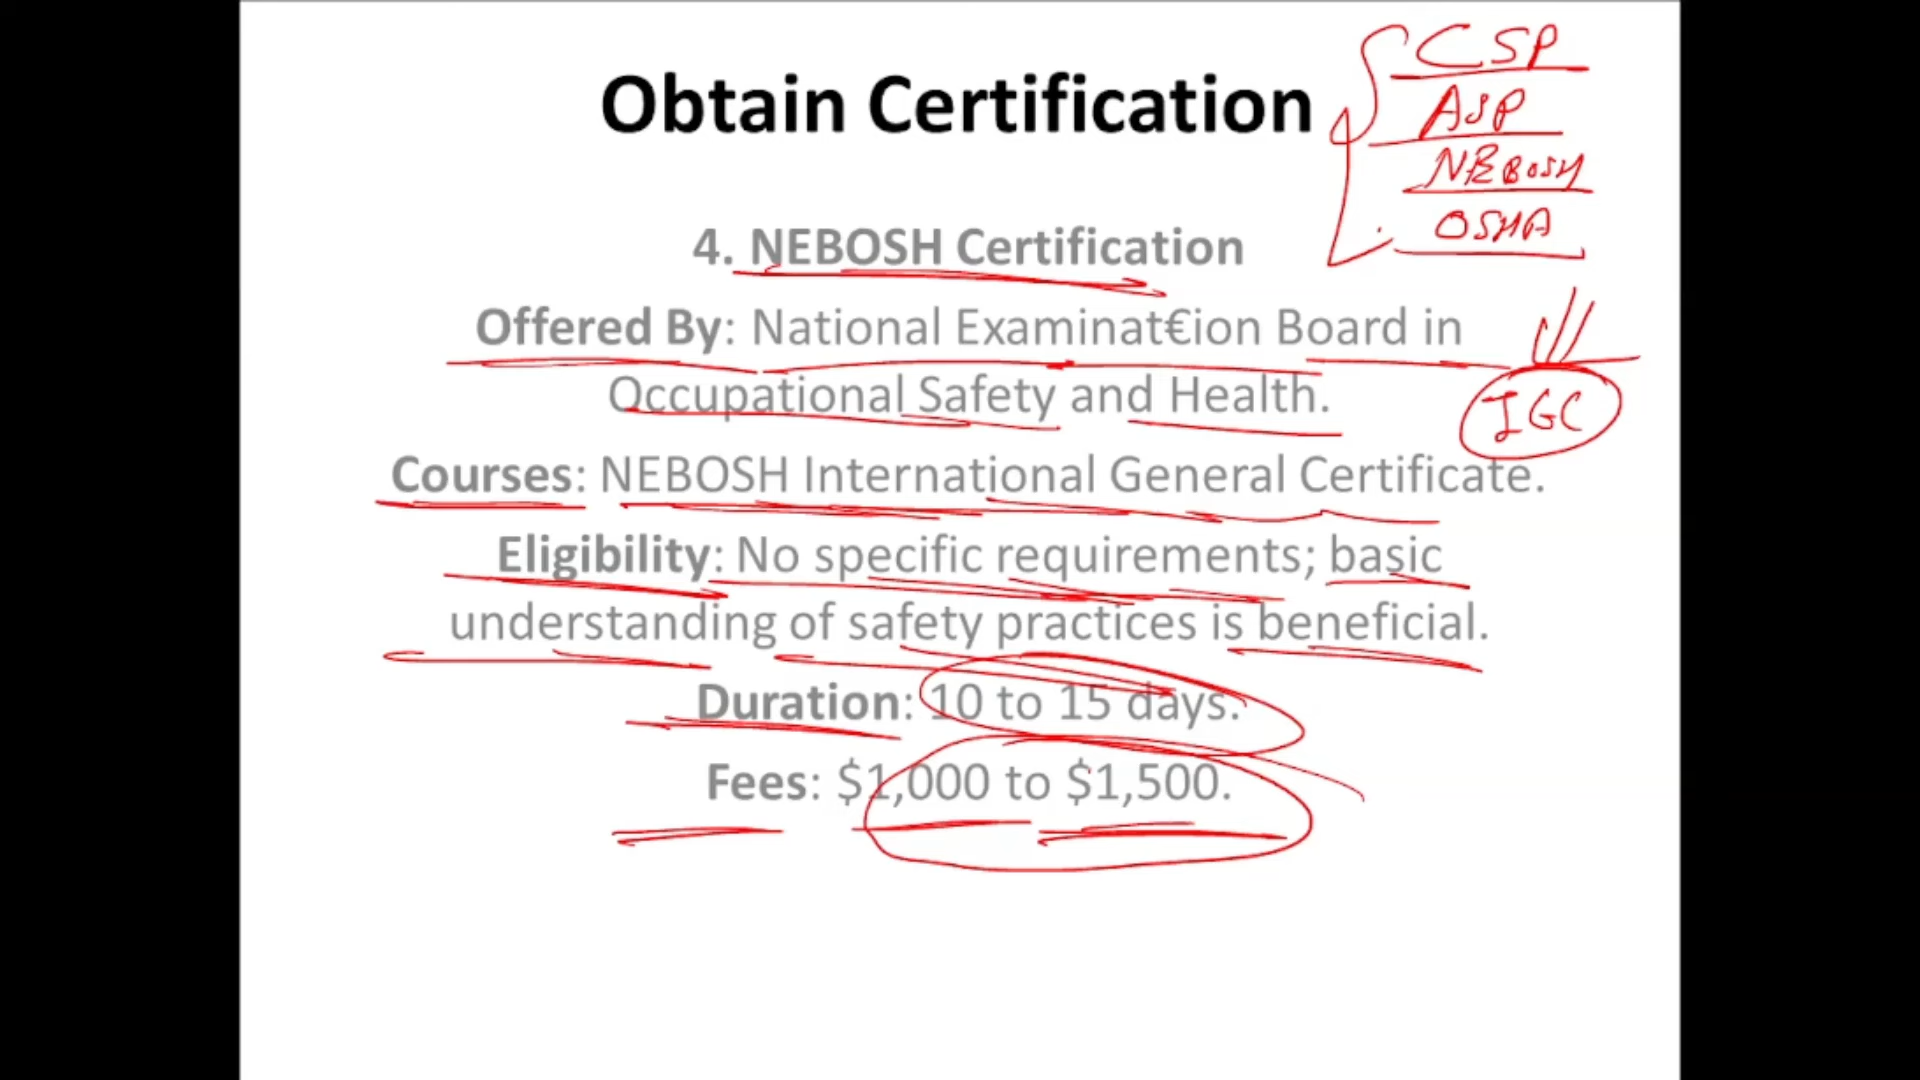 Obtain Certification
CSP
ASP
NEBOSH
OSHA
4. NEBOSH Certification
Offered By: National Examinat€ion Board in
Occupational Safety and Health.
IGC
Courses: NEBOSH International General Certificate.
Eligibility: No specific requirements; basic
understanding of safety practices is beneficial.
Duration: 10 to 15 days.
Fees: $1,000 to $1,500.